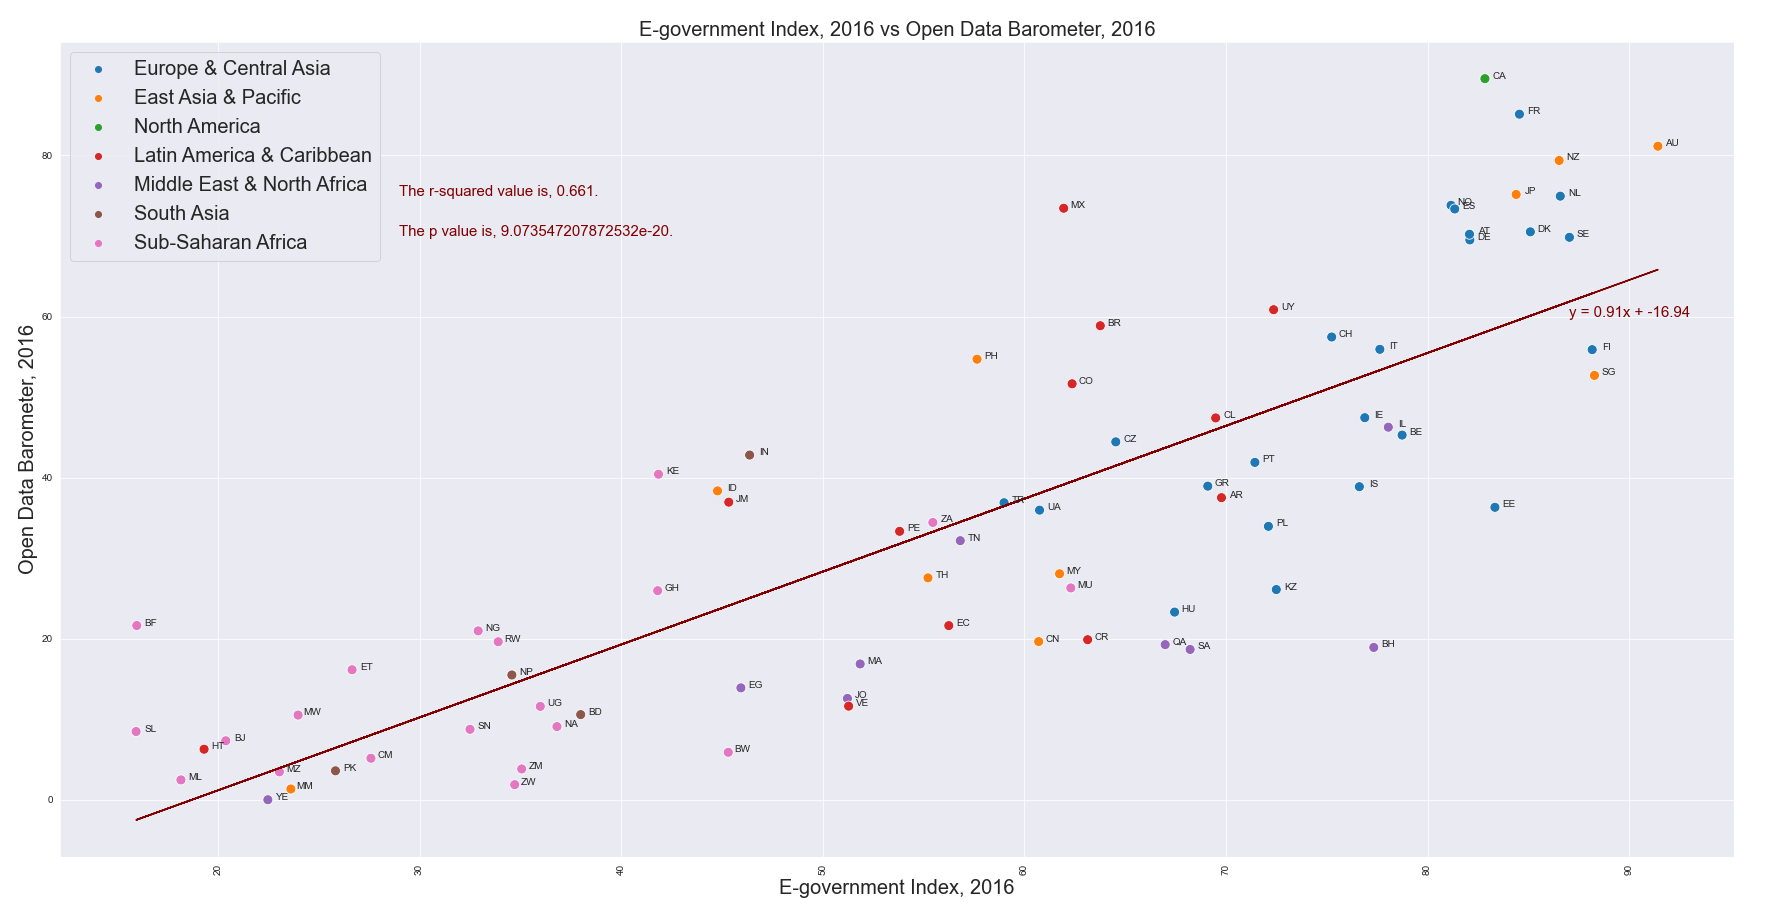 E-government Index, 2016 vs Open Data Barometer, 2016
Europe & Central Asia
East Asia & Pacific
North America
Latin America & Caribbean
Middle East & North Africa
South Asia
Sub-Saharan Africa
The r-squared value is, 0.661.
The p value is, 9.073547207872532e-20.
y = 0.91x + -16.94
Open Data Barometer, 2016
80
60
40
20
0
CA
FR
AU
NZ
JP
NL
NO
ES
MX
AT
DE
DK
SE
UY
BR
CH
IT
FI
PH
SG
CO
CL
IE
IL
BE
CZ
IN
KE
PT
ID
JM
GR
IS
AR
TR
UA
EE
ZA
PE
PL
TN
TH
MY
MU
KZ
GH
HU
BF
EC
NG
RW
CN
CR
QA
SA
BH
ET
NP
MA
EG
JO
VE
UG
MW
BD
NA
SN
SL
BJ
HT
BW
CM
ZM
PK
MZ
ML
ZW
MM
YE
20
30
40
50
60
70
80
90
E-government Index, 2016